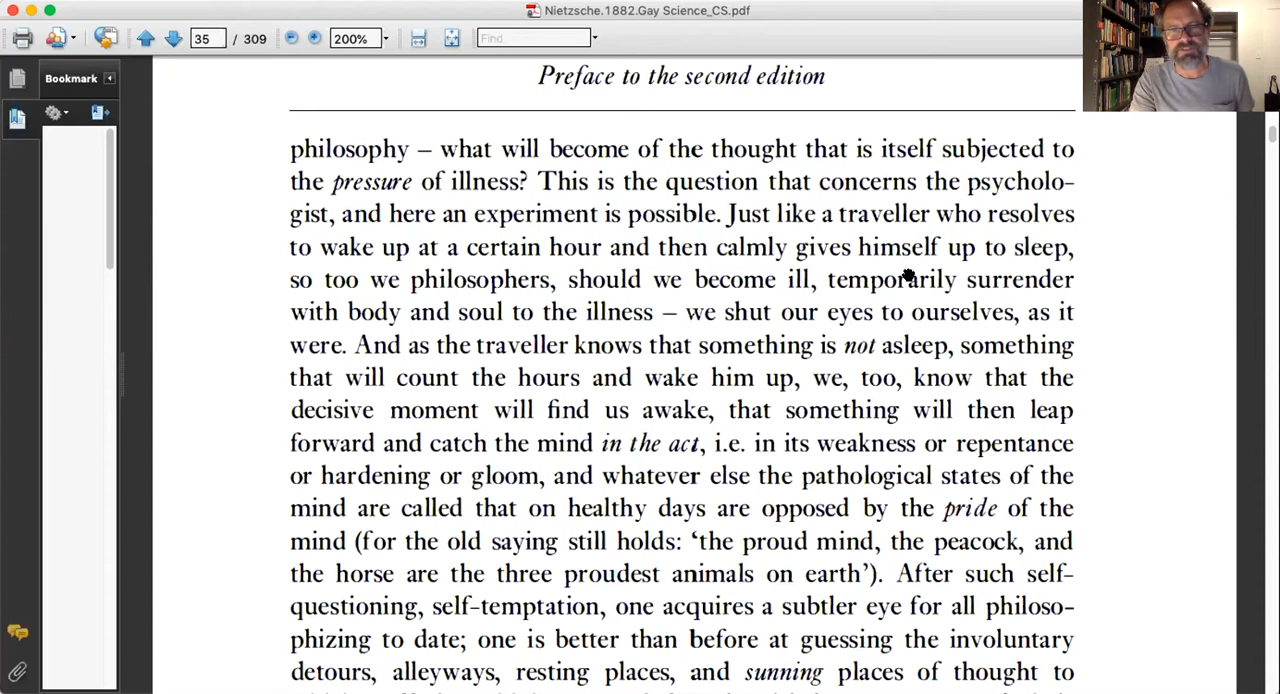 Nietzsche.1882.Gay Science_CS.pdf
35 / 309 200% Find
Bookmark
Preface to the second edition
philosophy – what will become of the thought that is itself subjected to
the pressure of illness? This is the question that concerns the psycholo-
gist, and here an experiment is possible. Just like a traveller who resolves
to wake up at a certain hour and then calmly gives himself up to sleep,
so too we philosophers, should we become ill, temporarily surrender
with body and soul to the illness – we shut our eyes to ourselves, as it
were. And as the traveller knows that something is not asleep, something
that will count the hours and wake him up, we, too, know that the
decisive moment will find us awake, that something will then leap
forward and catch the mind in the act, i.e. in its weakness or repentance
or hardening or gloom, and whatever else the pathological states of the
mind are called that on healthy days are opposed by the pride of the
mind (for the old saying still holds: ‘the proud mind, the peacock, and
the horse are the three proudest animals on earth’). After such self-
questioning, self-temptation, one acquires a subtler eye for all philoso-
phizing to date; one is better than before at guessing the involuntary
detours, alleyways, resting places, and sunning places of thought to